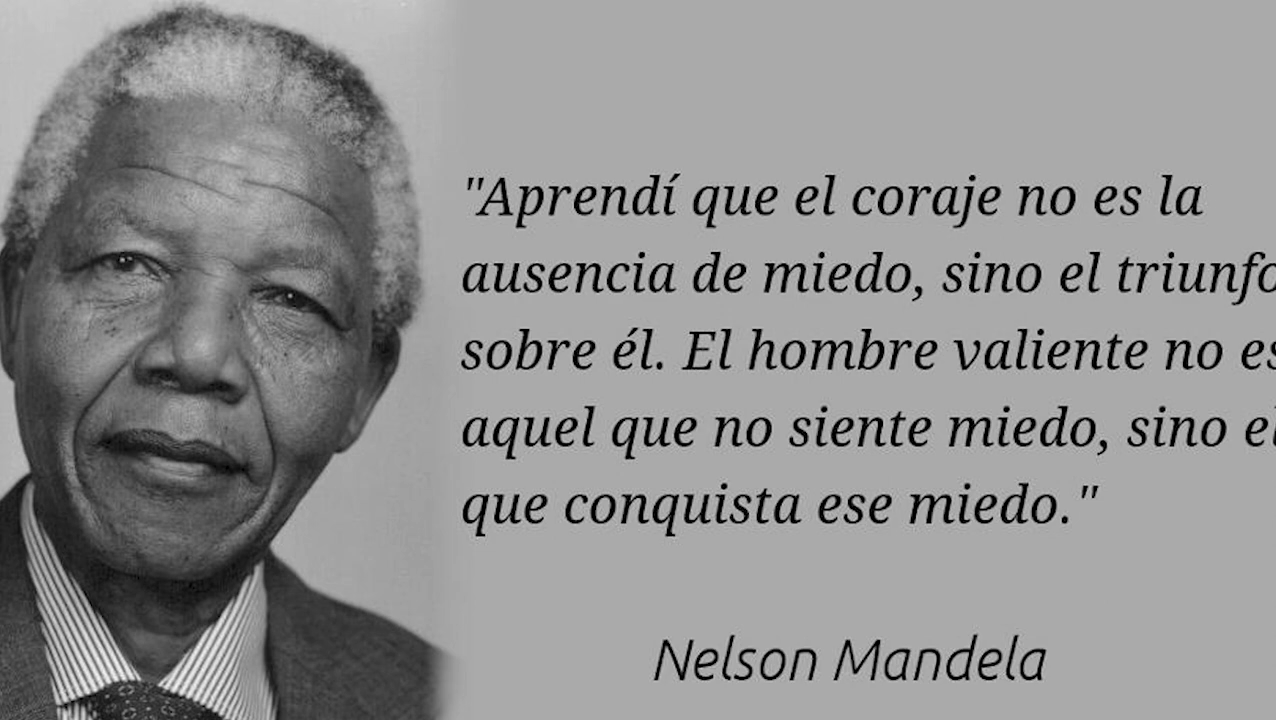 "Aprendí que el coraje no es la
ausencia de miedo, sino el triunfo
sobre él. El hombre valiente no es
aquel que no siente miedo, sino el
que conquista ese miedo."
Nelson Mandela